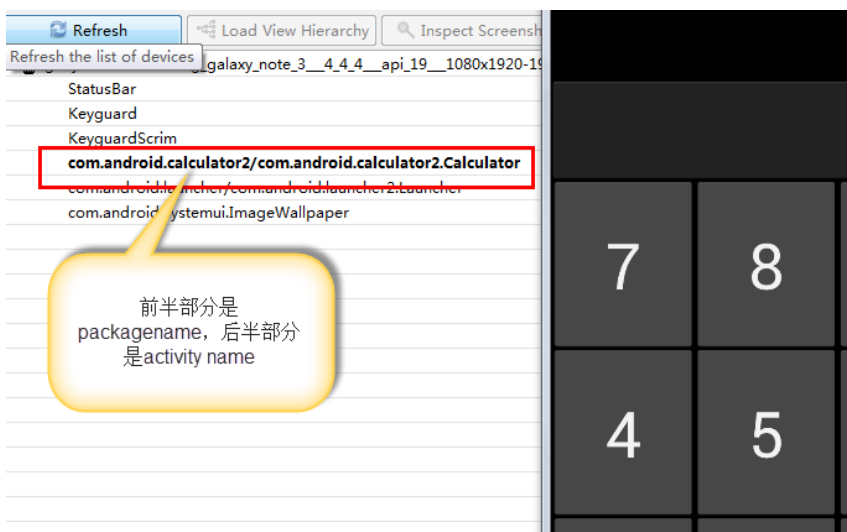 Refresh
Load View Hierarchy
Inspect Screensh
Refresh the list of devices
_galaxy_note_3__4_4_4__api_19__1080x1920-19
StatusBar
Keyguard
KeyguardScrim
com.android.calculator2/com.android.calculator2.Calculator
com.android.launcher/com.android.launcher2.Launcher
com.android.systemui.ImageWallpaper
前半部分是
packagename，后半部分
是activity name
7
8
4
5